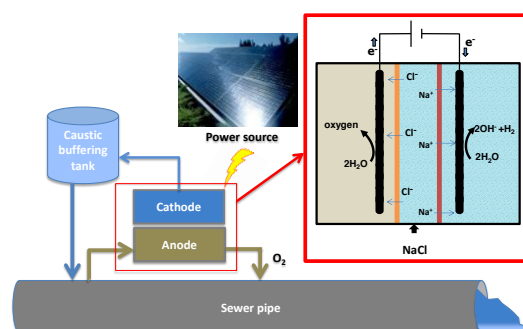 Caustic
buffering
tank
Power source
Cathode
Anode
O₂
Sewer pipe
e⁻
e⁻
Cl⁻
Na⁺
oxygen
Cl⁻
2OH⁻+H₂
Na⁺
2H₂O
2H₂O
Cl⁻
Na⁺
NaCl